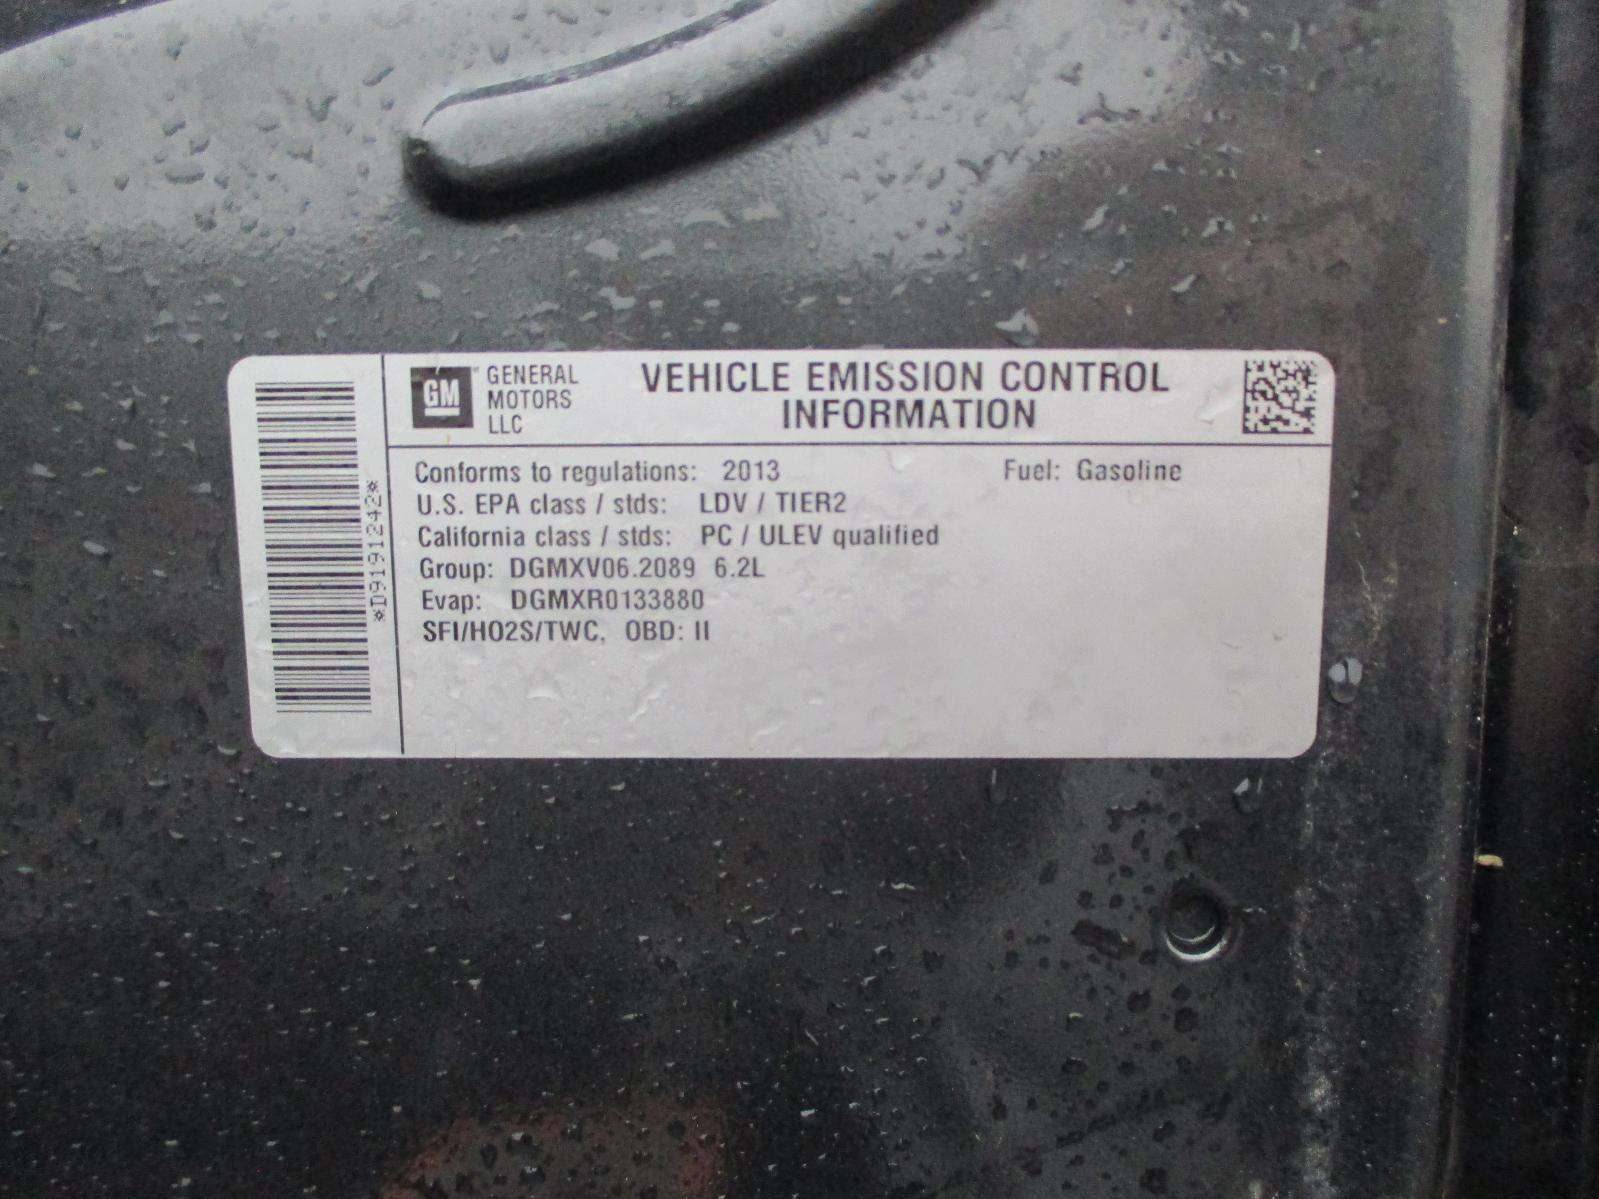 GM GENERAL MOTORS LLC
VEHICLE EMISSION CONTROL
INFORMATION
Conforms to regulations: 2013 Fuel: Gasoline
U.S. EPA class / stds: LDV / TIER2
California class / stds: PC / ULEV qualified
Group: DGMXV06.2089 6.2L
Evap: DGMXR0133880
SFI/HO2S/TWC, OBD: II
*D9191242*